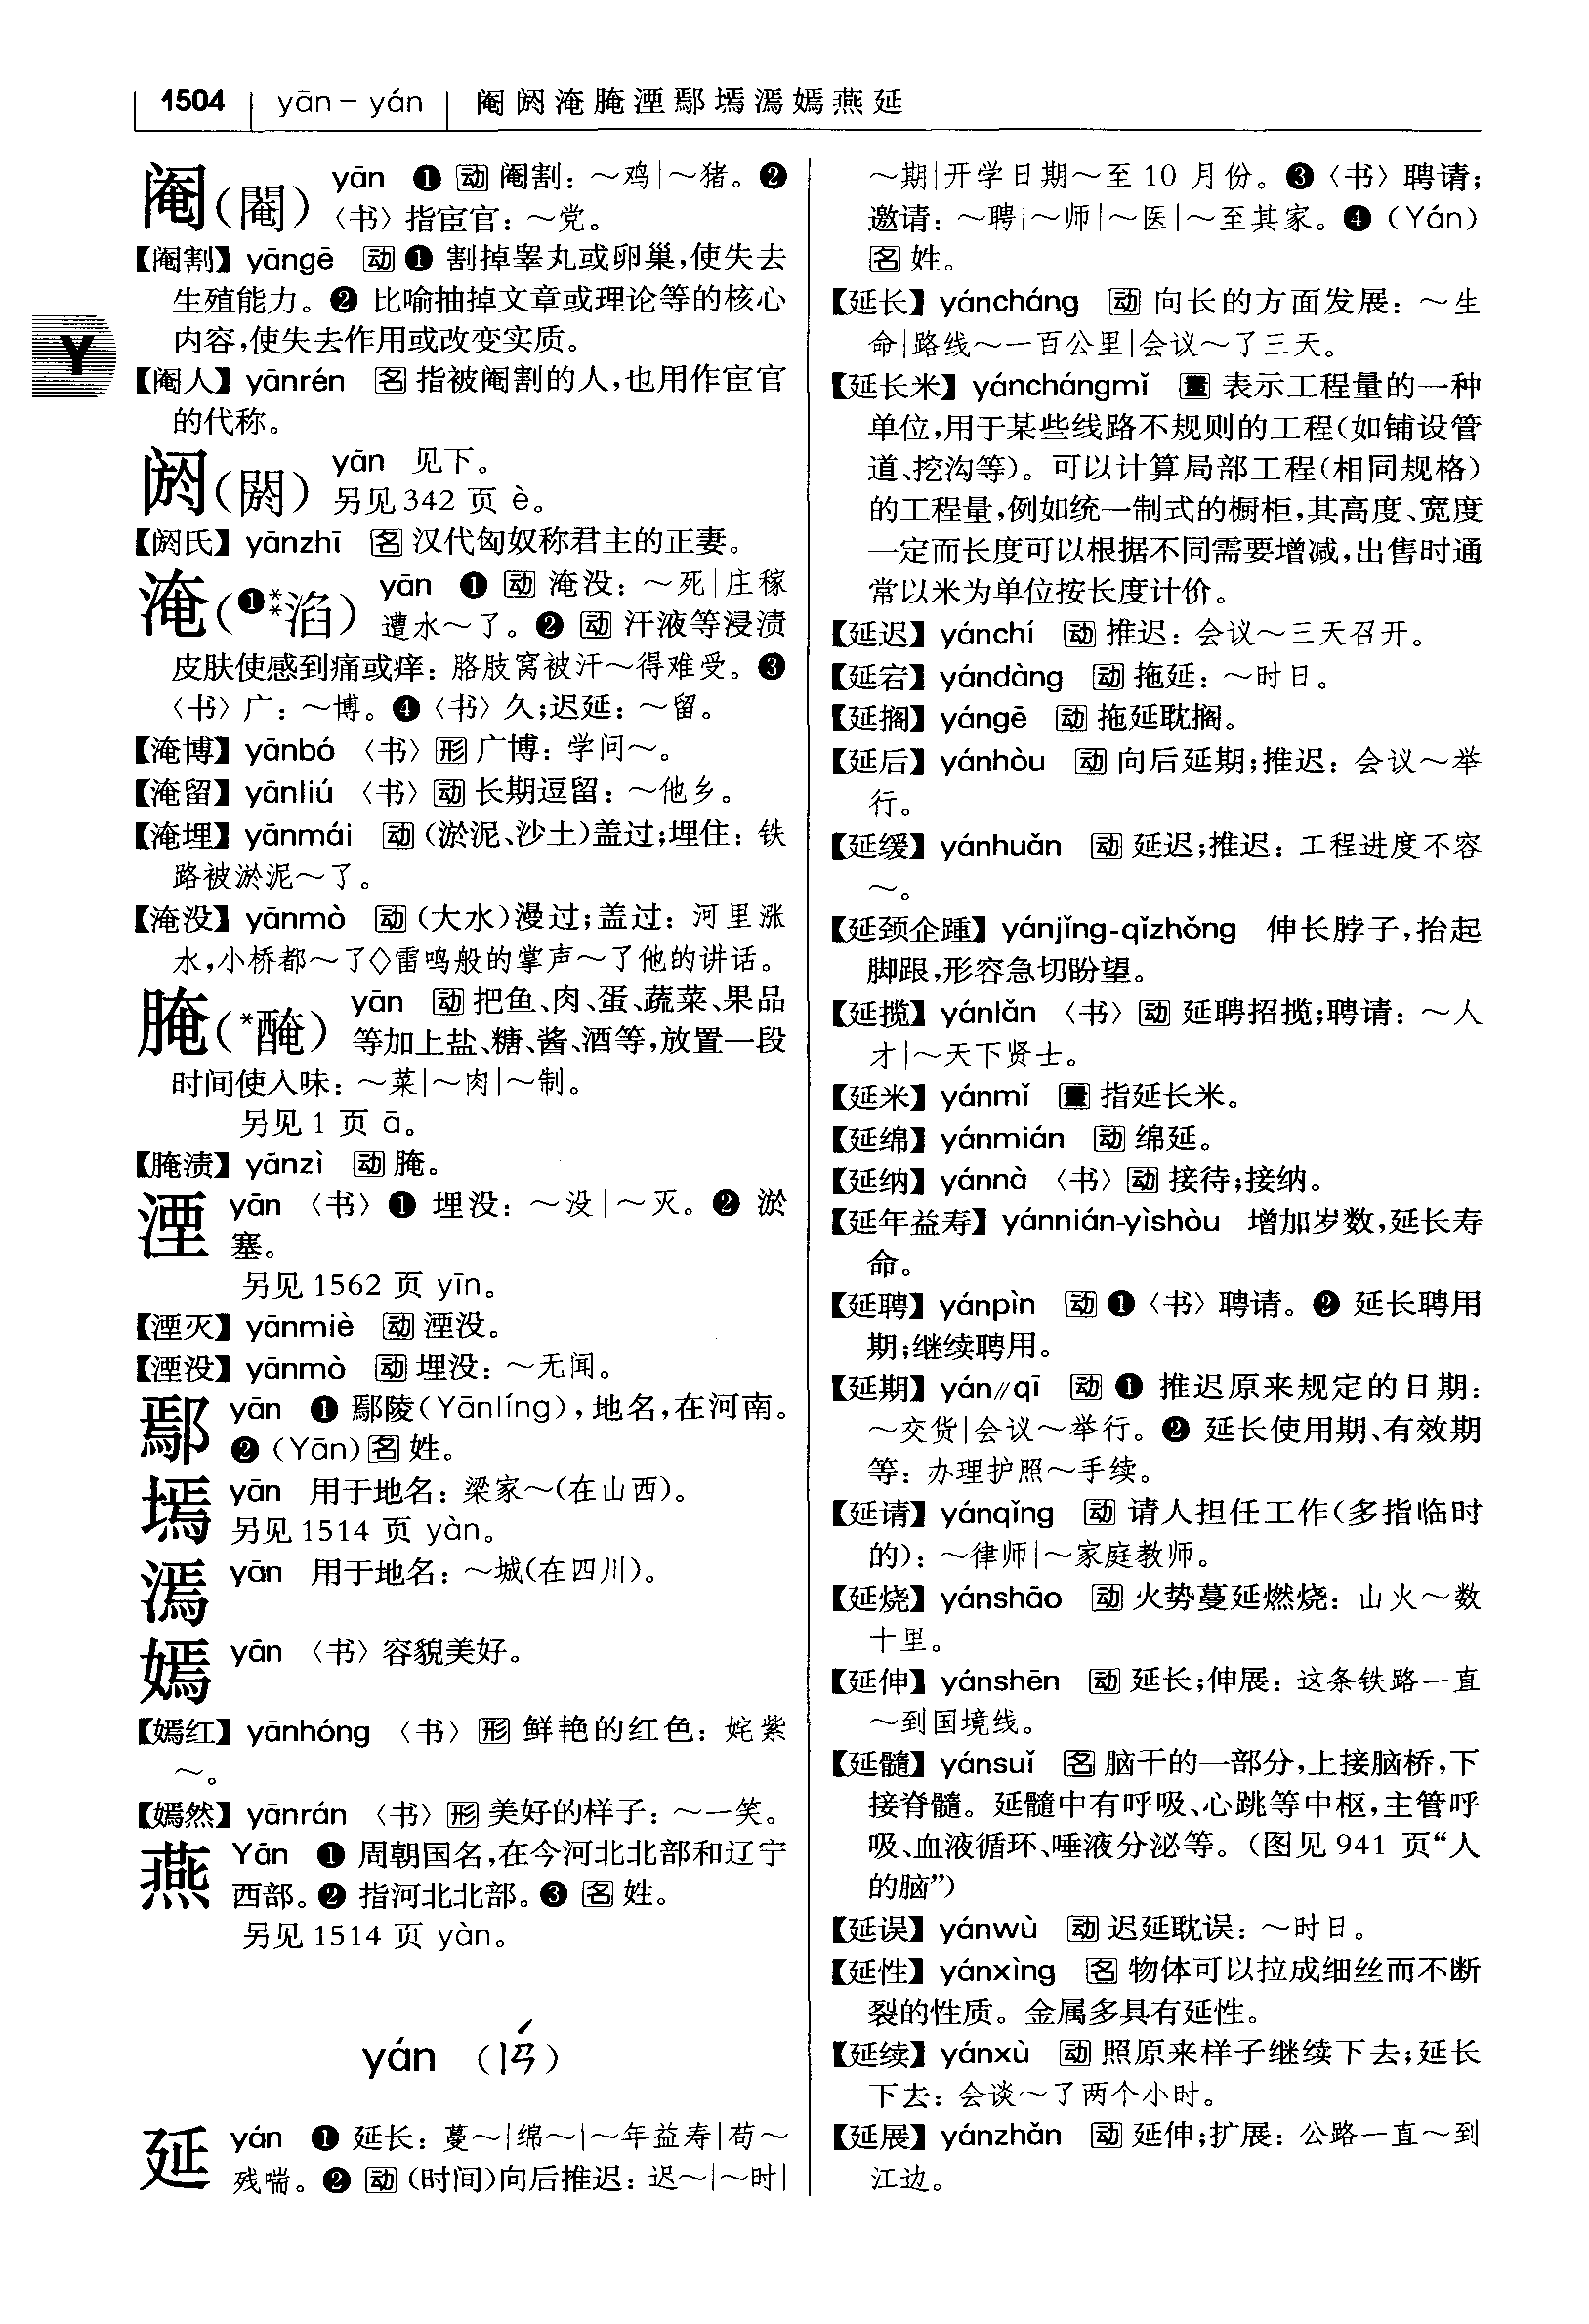 1504 yān－yán 阉阏淹腌湮鄢墕漹嫣燕延
Y
阉(閹) yān ❶ 动 阉割：～鸡|～猪。❷
〈书〉指宦官：～党。
【阉割】yāngē 动 ❶ 割掉睾丸或卵巢，使失去
生殖能力。❷ 比喻抽掉文章或理论等的核心
内容，使失去作用或改变实质。
【阉人】yānrén 名 指被阉割的人，也用作宦官
的代称。
阏(閼) yān 见下。
另见342 页 è。
【阏氏】yānzhī 名 汉代匈奴称君主的正妻。
淹(❶**淊) yān ❶ 动 淹没：～死|庄稼
遭水～了。❷ 动 汗液等浸渍
皮肤使感到痛或痒：胳肢窝被汗～得难受。❸
〈书〉广：～博。❹〈书〉久；迟延：～留。
【淹博】yānbó 〈书〉形 广博：学问～。
【淹留】yānliú 〈书〉动 长期逗留：～他乡。
【淹埋】yānmái 动 (淤泥、沙土)盖过；埋住：铁
路被淤泥～了。
【淹没】yānmò 动 (大水)漫过；盖过：河里涨
水，小桥都～了◇雷鸣般的掌声～了他的讲话。
腌(*醃) yān 动 把鱼、肉、蛋、蔬菜、果品
等加上盐、糖、酱、酒等，放置一段
时间使入味：～菜|～肉|～制。
另见1 页 ā。
【腌渍】yānzì 动 腌。
湮 yān 〈书〉❶ 埋没：～没|～灭。❷ 淤
塞。
另见1562 页 yīn。
【湮灭】yānmiè 动 湮没。
【湮没】yānmò 动 埋没：～无闻。
鄢 yān ❶ 鄢陵(Yānlíng)，地名，在河南。
❷ (Yān)名 姓。
墕 yān 用于地名：梁家～(在山西)。
另见1514 页 yàn。
漹 yān 用于地名：～城(在四川)。
嫣 yān 〈书〉容貌美好。
【嫣红】yānhóng 〈书〉形 鲜艳的红色：姹紫
～。
【嫣然】yānrán 〈书〉形 美好的样子：～一笑。
燕 Yān ❶ 周朝国名，在今河北北部和辽宁
西部。❷ 指河北北部。❸ 名 姓。
另见1514 页 yàn。
yán (ㄧㄢˊ)
延 yán ❶ 延长：蔓～|绵～|～年益寿|苟～
残喘。❷ 动 (时间)向后推迟：迟～|～时|
～期|开学日期～至 10 月份。❸〈书〉聘请；
邀请：～聘|～师|～医|～至其家。❹ (Yán)
名 姓。
【延长】yáncháng 动 向长的方面发展：～生
命|路线～一百公里|会议～了三天。
【延长米】yánchángmǐ 量 表示工程量的一种
单位，用于某些线路不规则的工程(如铺设管
道、挖沟等)。可以计算局部工程(相同规格)
的工程量，例如统一制式的橱柜，其高度、宽度
一定而长度可以根据不同需要增减，出售时通
常以米为单位按长度计价。
【延迟】yánchí 动 推迟：会议～三天召开。
【延宕】yándàng 动 拖延：～时日。
【延搁】yángē 动 拖延耽搁。
【延后】yánhòu 动 向后延期；推迟：会议～举
行。
【延缓】yánhuǎn 动 延迟；推迟：工程进度不容
～。
【延颈企踵】yánjǐng-qǐzhǒng 伸长脖子，抬起
脚跟，形容急切盼望。
【延揽】yánlǎn 〈书〉动 延聘招揽；聘请：～人
才|～天下贤士。
【延米】yánmǐ 量 指延长米。
【延绵】yánmián 动 绵延。
【延纳】yánnà 〈书〉动 接待；接纳。
【延年益寿】yánnián-yìshòu 增加岁数，延长寿
命。
【延聘】yánpìn 动 ❶〈书〉聘请。❷ 延长聘用
期；继续聘用。
【延期】yán∥qī 动 ❶ 推迟原来规定的日期：
～交货|会议～举行。❷ 延长使用期、有效期
等：办理护照～手续。
【延请】yánqǐng 动 请人担任工作(多指临时
的)：～律师|～家庭教师。
【延烧】yánshāo 动 火势蔓延燃烧：山火～数
十里。
【延伸】yánshēn 动 延长；伸展：这条铁路一直
～到国境线。
【延髓】yánsuǐ 名 脑干的一部分，上接脑桥，下
接脊髓。延髓中有呼吸、心跳等中枢，主管呼
吸、血液循环、唾液分泌等。(图见 941 页“人
的脑”)
【延误】yánwù 动 迟延耽误：～时日。
【延性】yánxìng 名 物体可以拉成细丝而不断
裂的性质。金属多具有延性。
【延续】yánxù 动 照原来样子继续下去；延长
下去：会谈～了两个小时。
【延展】yánzhǎn 动 延伸；扩展：公路一直～到
江边。